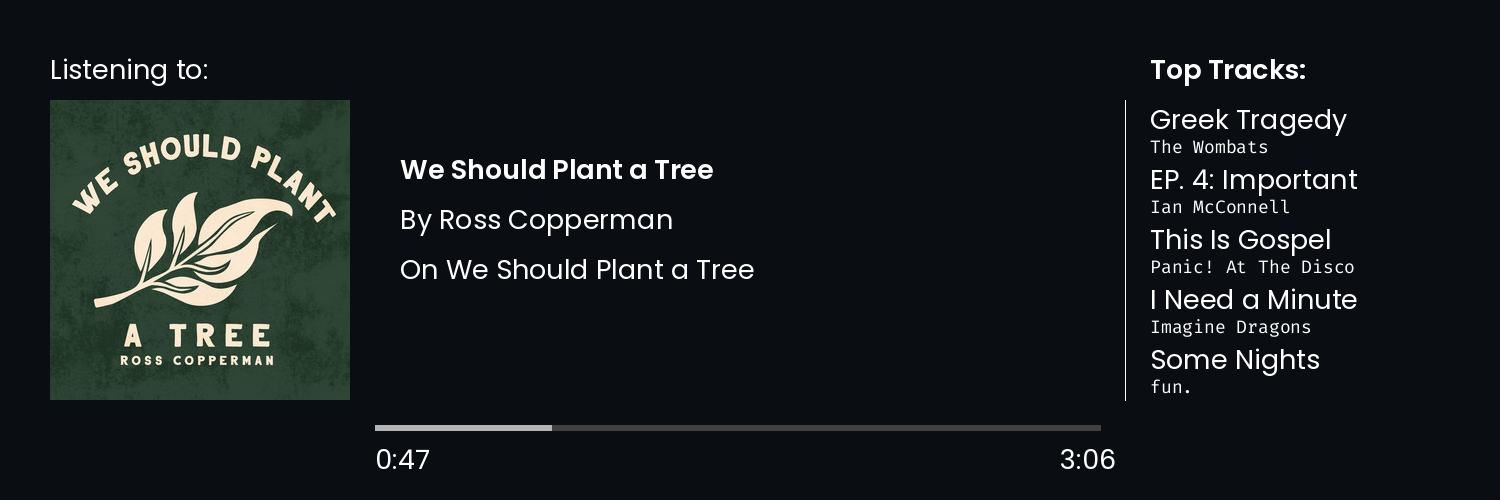 Listening to:
WE SHOULD PLANT
A TREE
ROSS COPPERMAN
We Should Plant a Tree
By Ross Copperman
On We Should Plant a Tree
0:47
3:06
Top Tracks:
Greek Tragedy
The Wombats
EP. 4: Important
Ian McConnell
This Is Gospel
Panic! At The Disco
I Need a Minute
Imagine Dragons
Some Nights
fun.